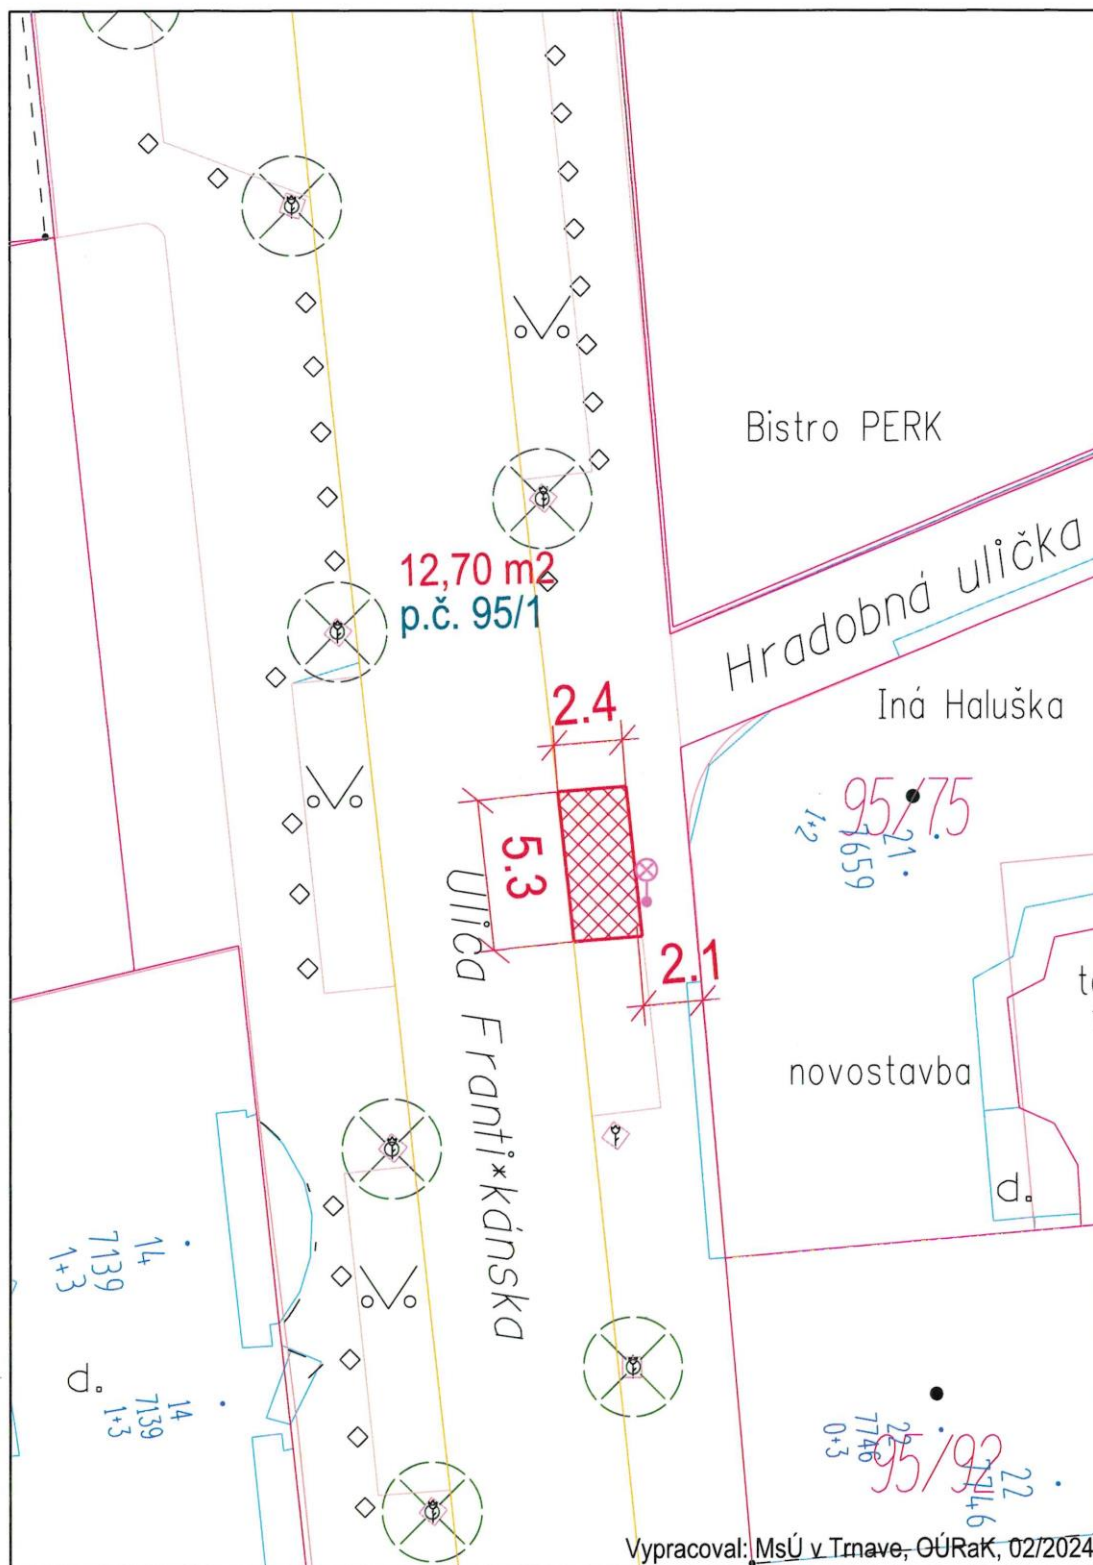 Bistro PERK
12,70 m2
p.č. 95/1
Hradobná ulička
2.4
Iná Haluška
95/75
21
7659
1+2
5.3
Ulica Franti*kánska
2.1
novostavba
d.
14
7139
1+3
d.
14
7139
1+3
95/92
22
7746
0+3
22
7746
Vypracoval: MsÚ v Trnave, OÚRaK, 02/2024